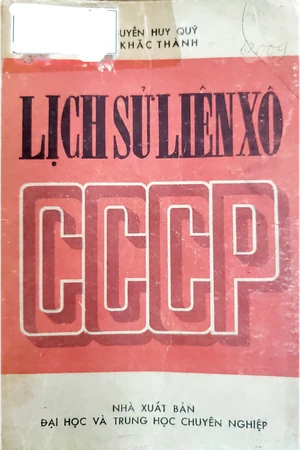 UYỄN HUY QUÝ
KHẮC THÀNH
LỊCH SỬ LIÊN XÔ
CCCP
NHÀ XUẤT BẢN
ĐẠI HỌC VÀ TRUNG HỌC CHUYÊN NGHIỆP